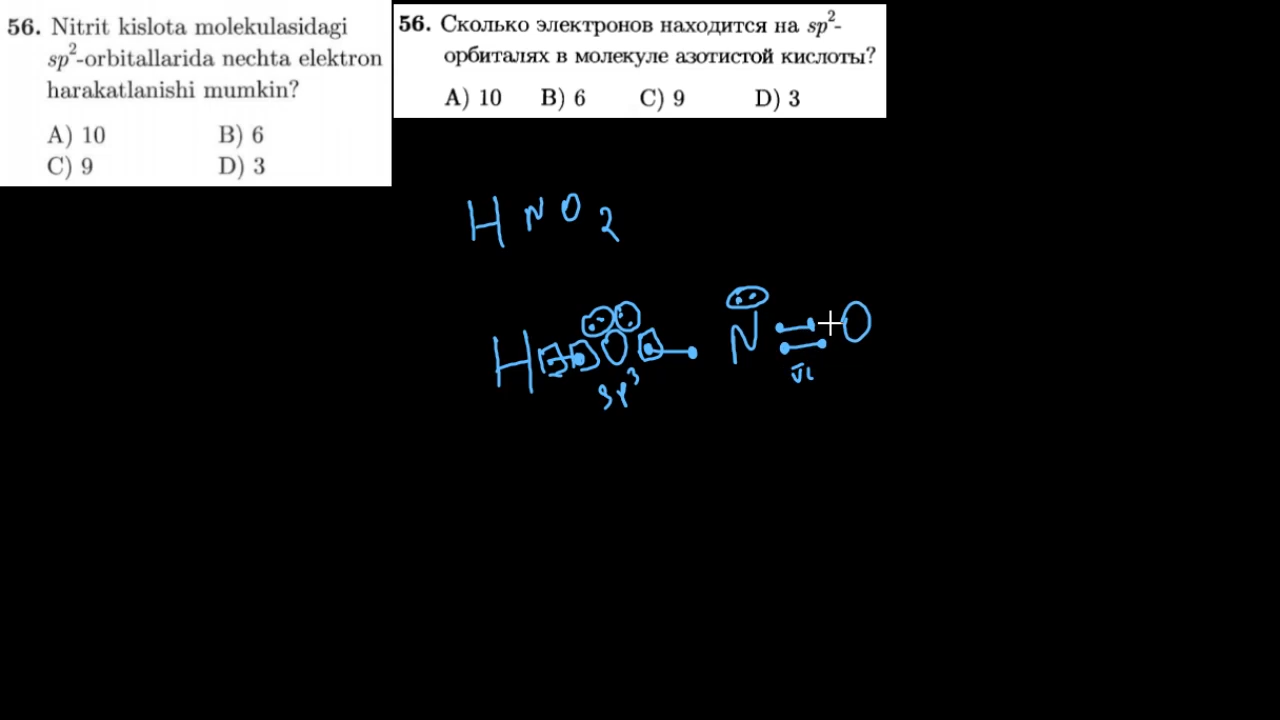 56. Nitrit kislota molekulasidagi
sp²-orbitallarida nechta elektron
harakatlanishi mumkin?
A) 10 B) 6
C) 9 D) 3
56. Сколько электронов находится на sp²-
орбиталях в молекуле азотистой кислоты?
A) 10 B) 6 C) 9 D) 3
H N O 2
H O N O
sp³ π